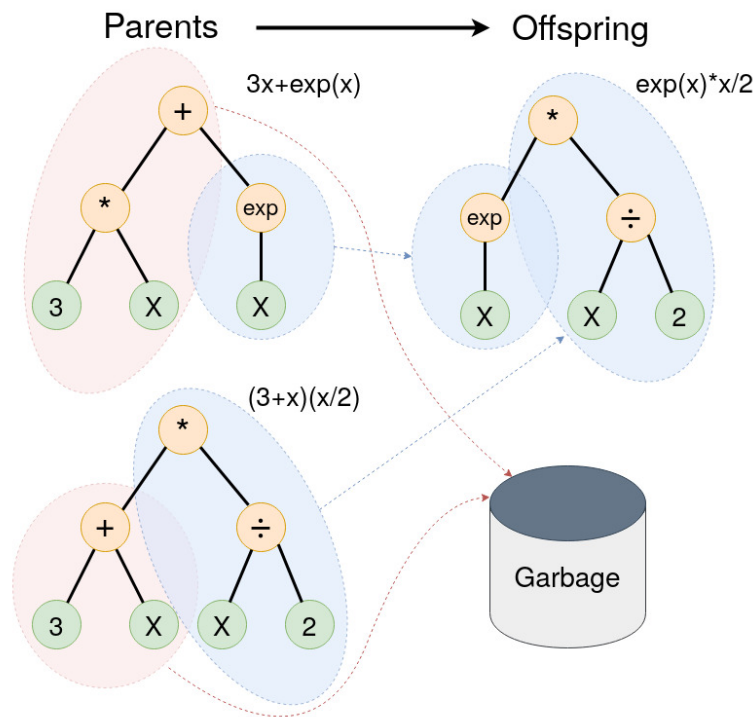 Parents
Offspring
3x+exp(x)
exp(x)*x/2
+
*
*
exp
exp
÷
3
X
X
X
X
2
(3+x)(x/2)
*
+
÷
Garbage
3
X
X
2